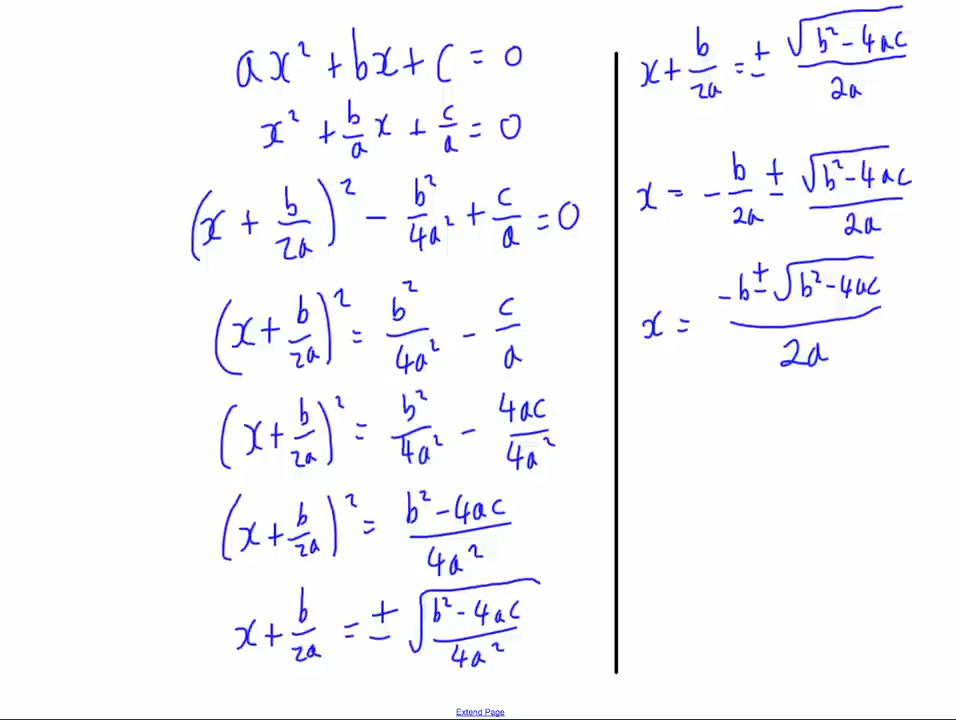 ax² + bx + c = 0
x² + b/a x + c/a = 0
(x + b/2a)² - b²/4a² + c/a = 0
(x + b/2a)² = b²/4a² - c/a
(x + b/2a)² = b²/4a² - 4ac/4a²
(x + b/2a)² = (b² - 4ac)/4a²
x + b/2a = ± √((b² - 4ac)/4a²)
x + b/2a = ± √(b² - 4ac)/2a
x = - b/2a ± √(b² - 4ac)/2a
x = (-b ± √(b² - 4ac))/2a
Extend Page